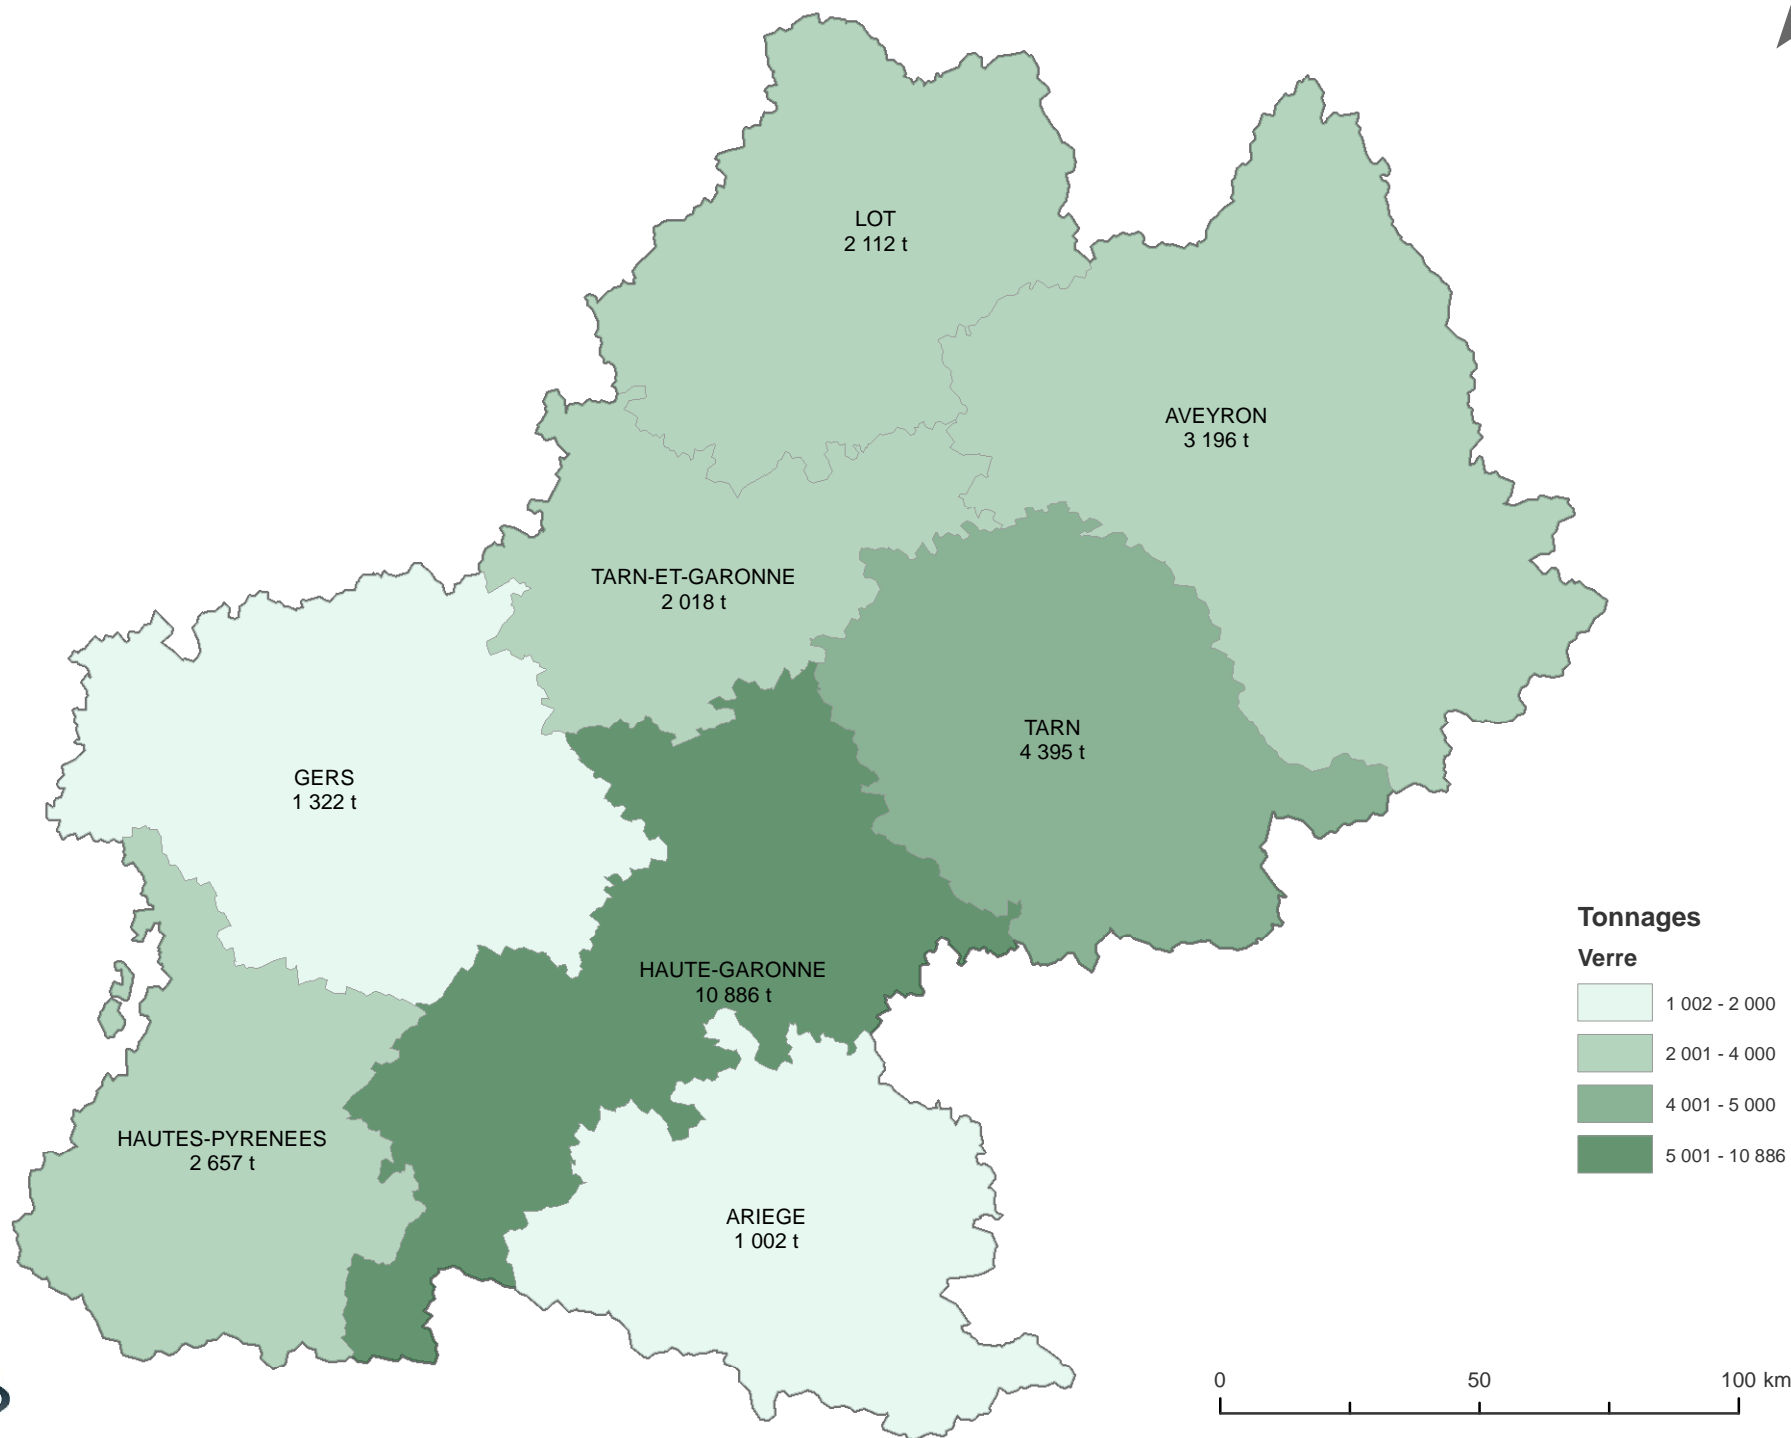 LOT
2 112 t
AVEYRON
3 196 t
TARN-ET-GARONNE
2 018 t
TARN
4 395 t
GERS
1 322 t
HAUTE-GARONNE
10 886 t
HAUTES-PYRENEES
2 657 t
ARIEGE
1 002 t
Tonnages
Verre
1 002 - 2 000
2 001 - 4 000
4 001 - 5 000
5 001 - 10 886
0 50 100 km